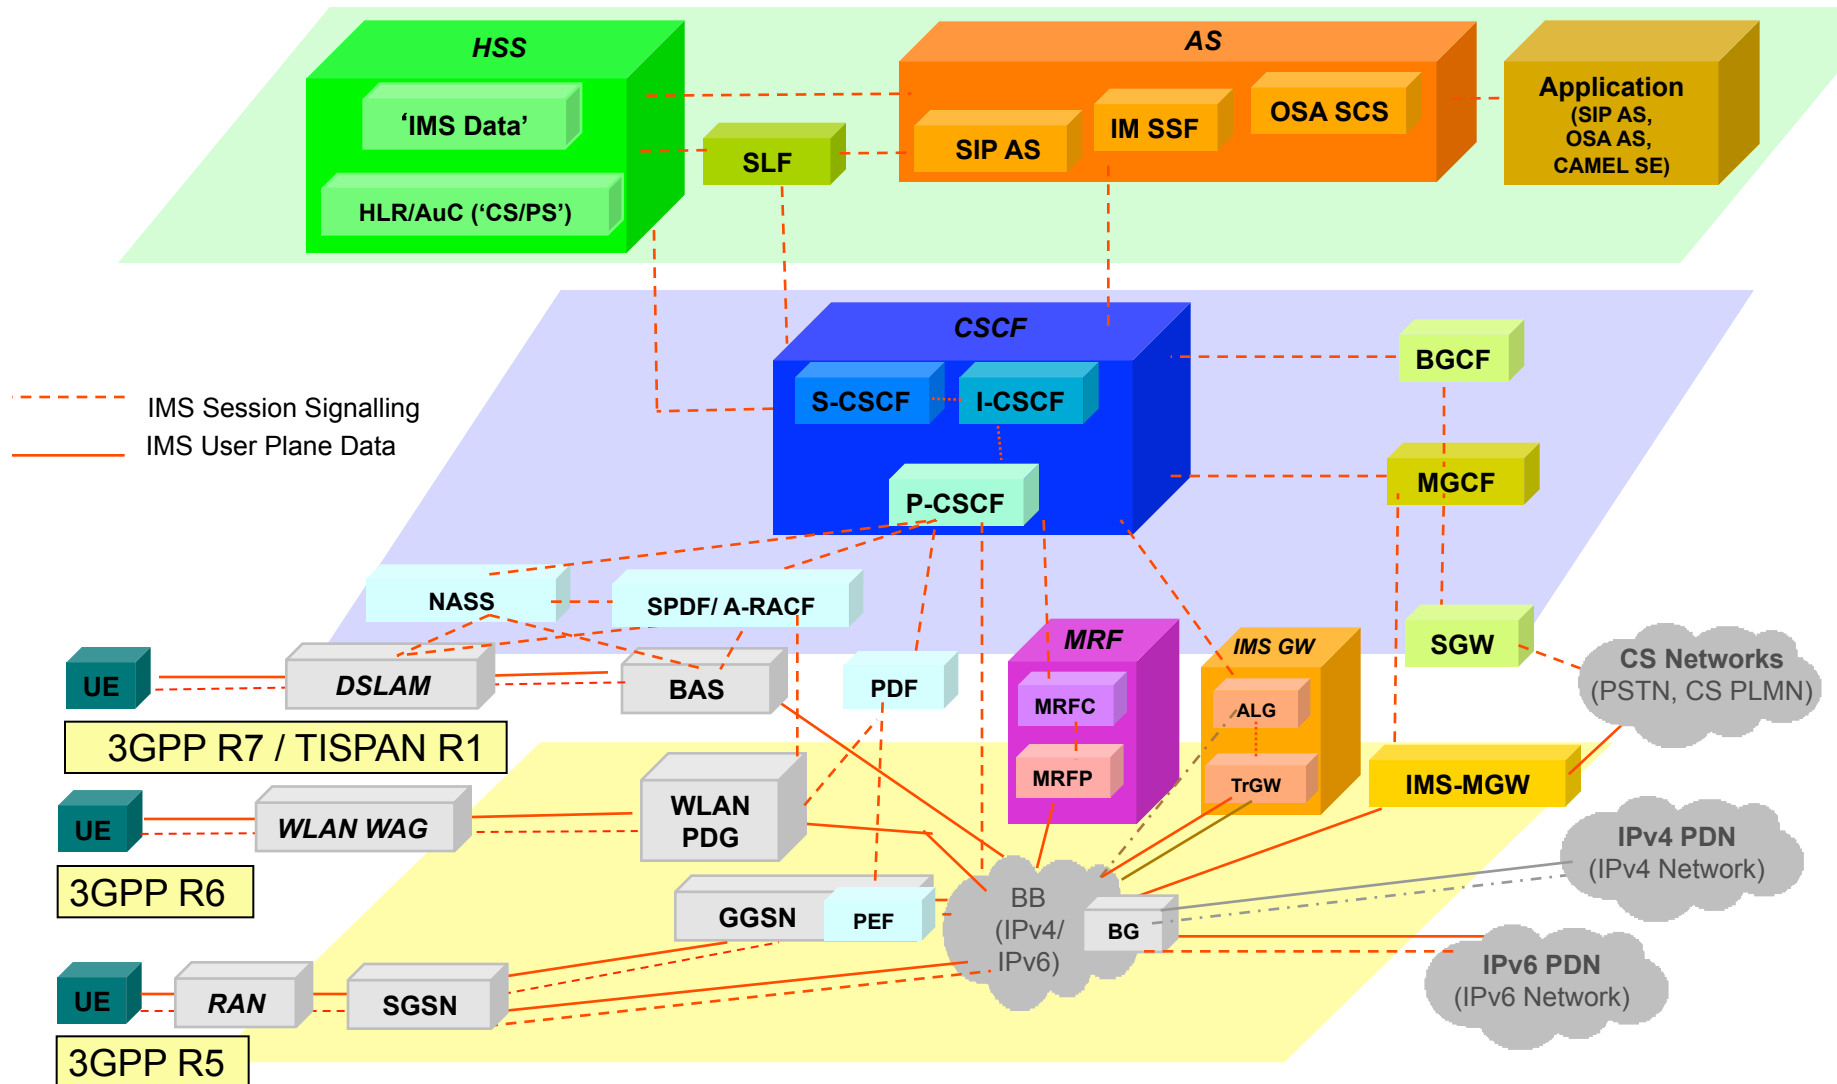 HSS
AS
'IMS Data'
HLR/AuC ('CS/PS')
SLF
SIP AS
IM SSF
OSA SCS
Application
(SIP AS,
OSA AS,
CAMEL SE)
CSCF
S-CSCF
I-CSCF
P-CSCF
BGCF
MGCF
IMS Session Signalling
IMS User Plane Data
NASS
SPDF/ A-RACF
SGW
CS Networks
(PSTN, CS PLMN)
UE
DSLAM
BAS
PDF
MRF
MRFC
MRFP
IMS GW
ALG
TrGW
IMS-MGW
3GPP R7 / TISPAN R1
UE
WLAN WAG
WLAN
PDG
3GPP R6
IPv4 PDN
(IPv4 Network)
GGSN
PEF
BB
(IPv4/
IPv6)
BG
IPv6 PDN
(IPv6 Network)
UE
RAN
SGSN
3GPP R5